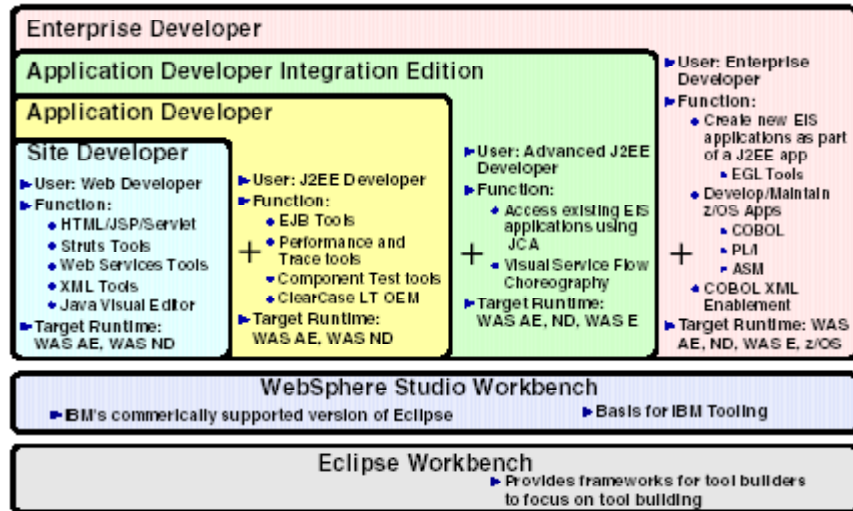 Enterprise Developer
Application Developer Integration Edition
Application Developer
Site Developer
User: Web Developer
Function:
HTML/JSP/Servlet
Struts Tools
Web Services Tools
XML Tools
Java Visual Editor
Target Runtime:
WAS AE, WAS ND
+
User: J2EE Developer
Function:
EJB Tools
Performance and
Trace tools
Component Test tools
ClearCase LT OEM
Target Runtime:
WAS AE, WAS ND
+
User: Advanced J2EE
Developer
Function:
Access existing EIS
applications using
JCA
Visual Service Flow
Choreography
Target Runtime:
WAS AE, ND, WAS E
+
User: Enterprise
Developer
Function:
Create new EIS
applications as part
of a J2EE app
EGL Tools
Develop/Maintain
z/OS Apps
COBOL
PL/I
ASM
COBOL XML
Enablement
Target Runtime: WAS
AE, ND, WAS E, z/OS
WebSphere Studio Workbench
IBM's commerically supported version of Eclipse
Basis for IBM Tooling
Eclipse Workbench
Provides frameworks for tool builders
to focus on tool building